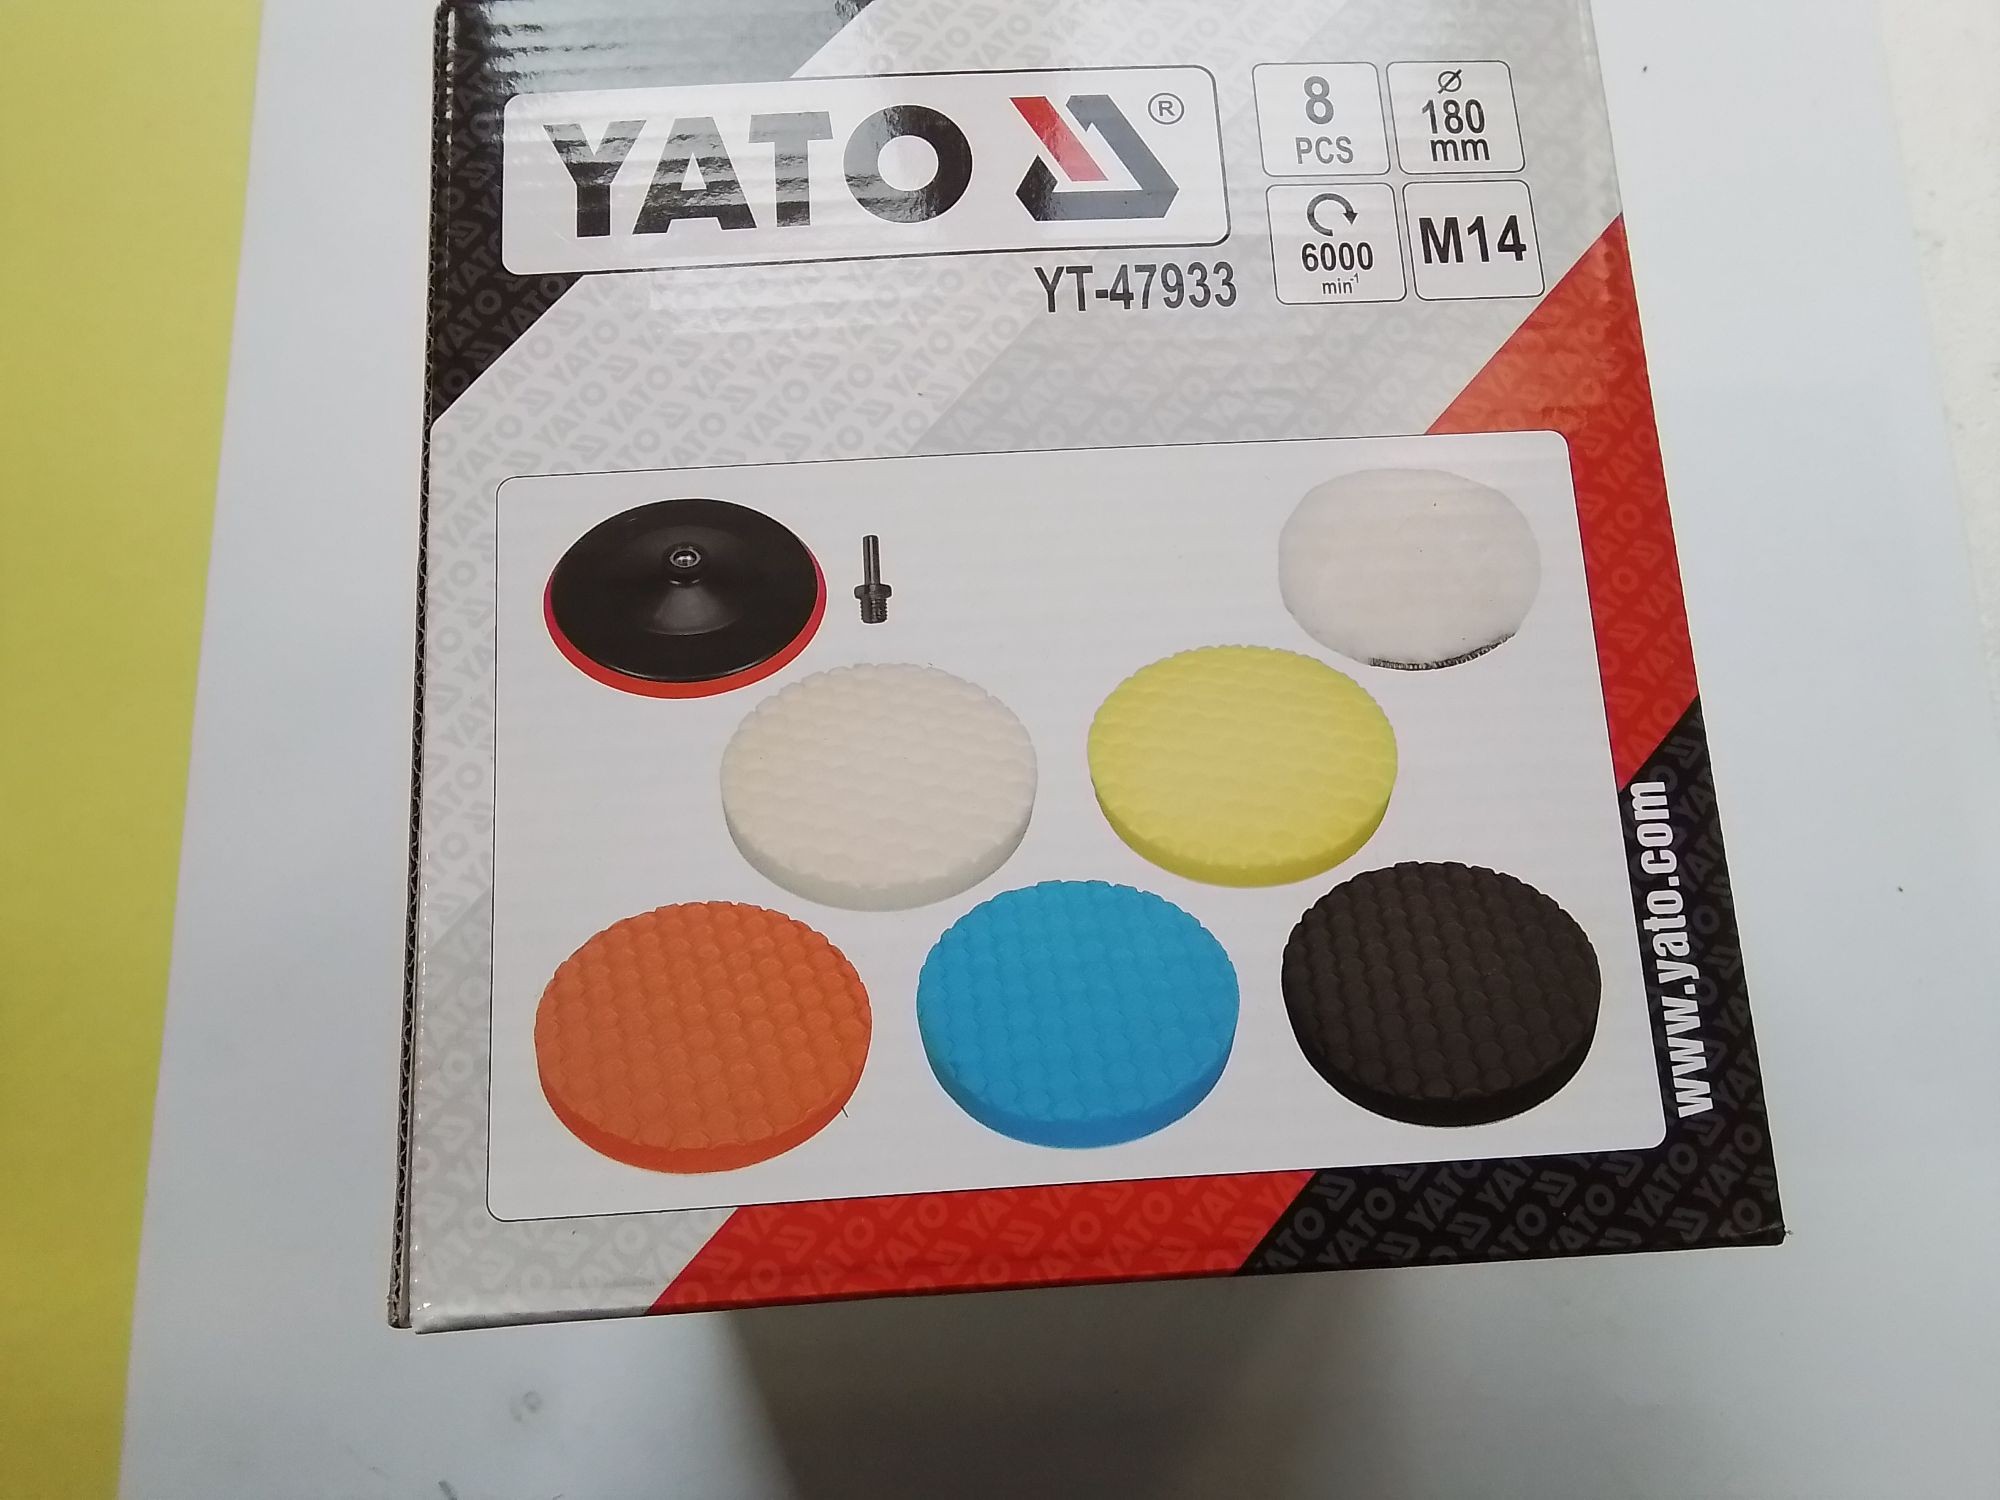 YATO ®
8
PCS
Ø
180
mm
6000
min-1
M14
YT-47933
www.yato.com